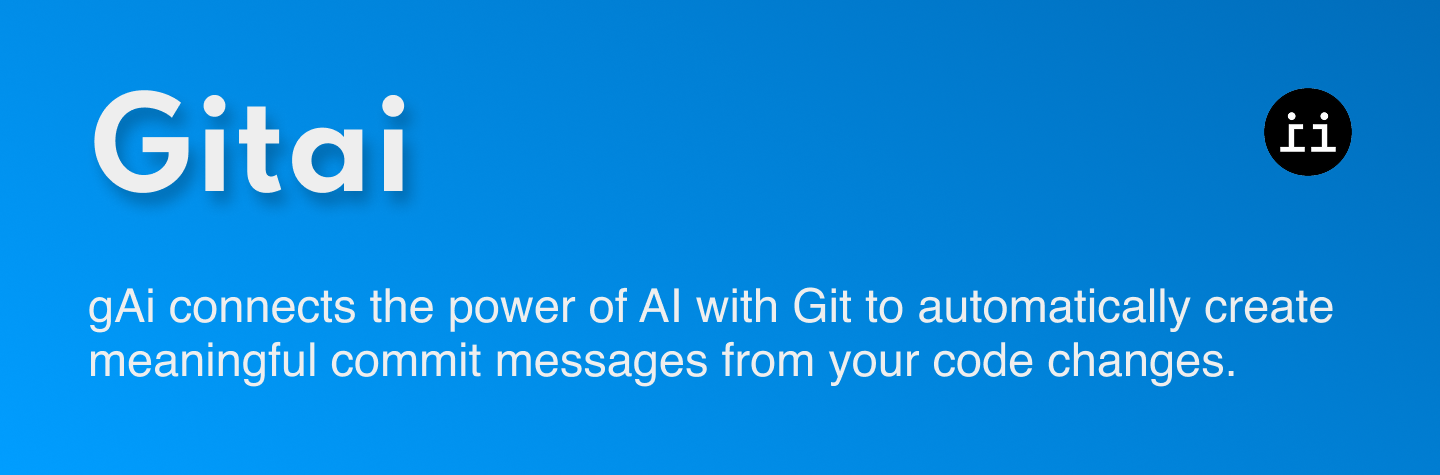 Gitai
gAi connects the power of AI with Git to automatically create
meaningful commit messages from your code changes.